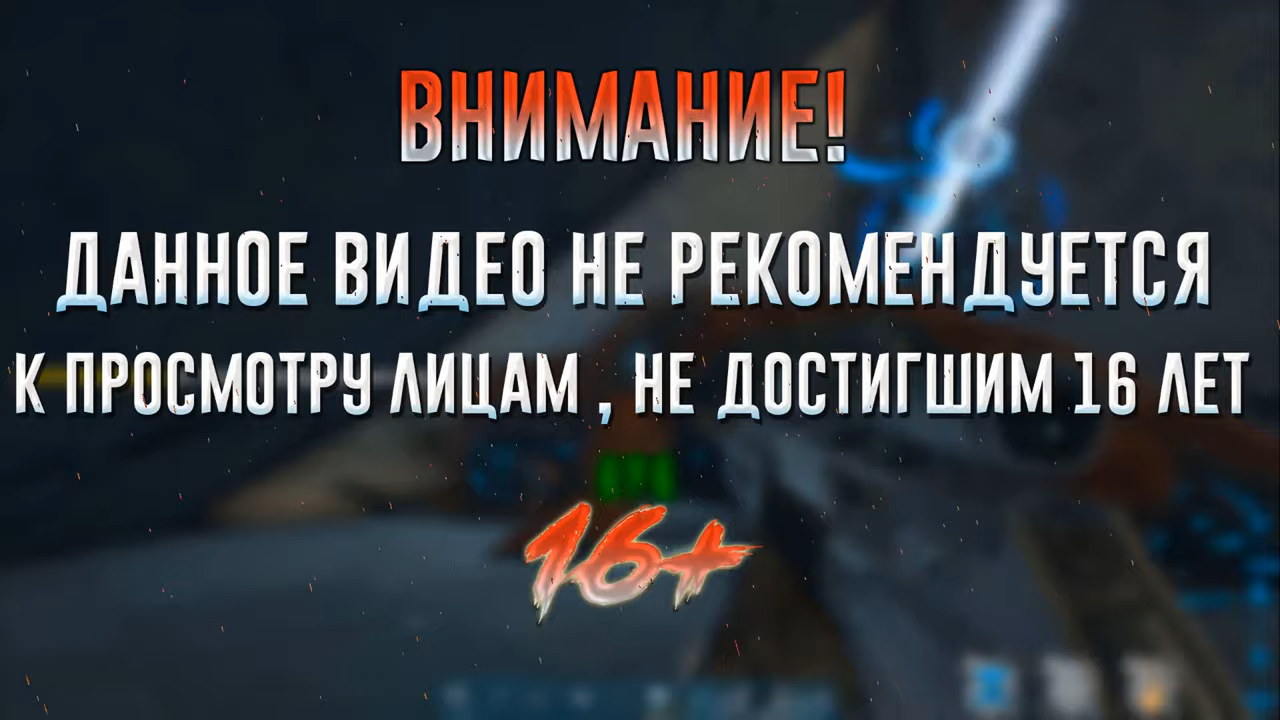 ВНИМАНИЕ!
ДАННОЕ ВИДЕО НЕ РЕКОМЕНДУЕТСЯ
К ПРОСМОТРУ ЛИЦАМ , НЕ ДОСТИГШИМ 16 ЛЕТ
16+